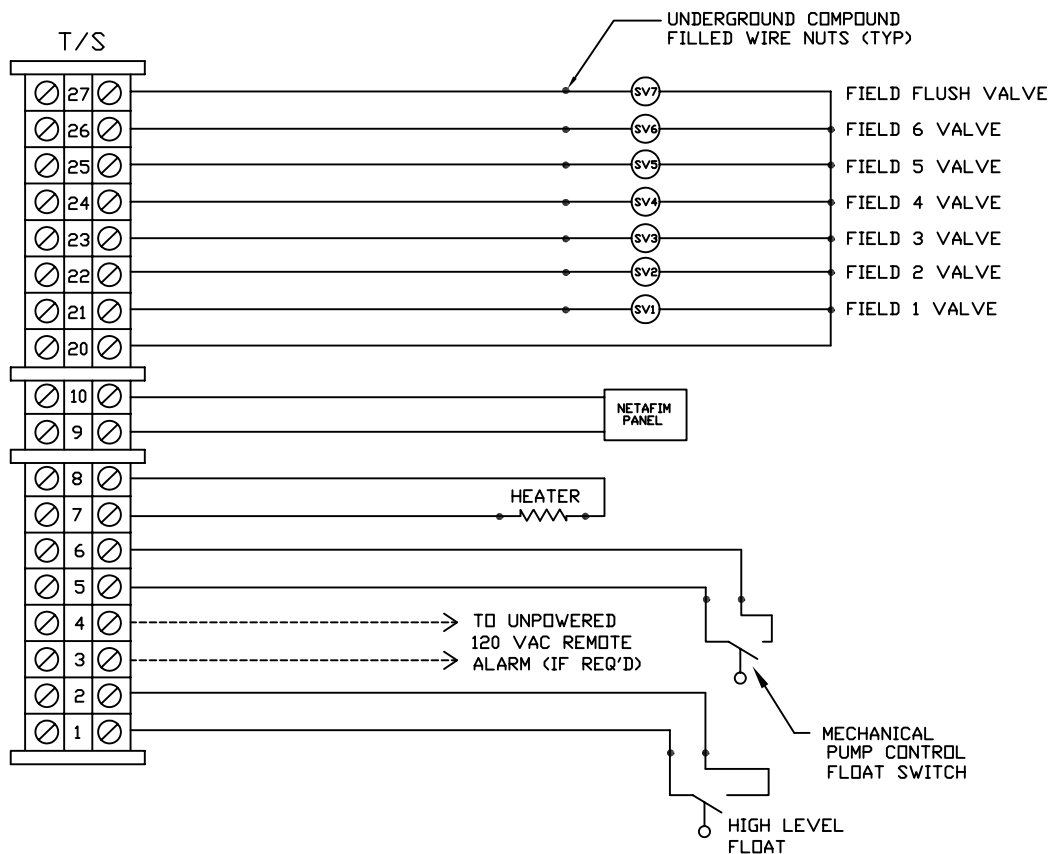 UNDERGROUND COMPOUND
FILLED WIRE NUTS (TYP)
T/S
27 SV7 FIELD FLUSH VALVE
26 SV6 FIELD 6 VALVE
25 SV5 FIELD 5 VALVE
24 SV4 FIELD 4 VALVE
23 SV3 FIELD 3 VALVE
22 SV2 FIELD 2 VALVE
21 SV1 FIELD 1 VALVE
20
10
NETAFIM
PANEL
9
8
HEATER
7
6
5
4
TO UNPOWERED
120 VAC REMOTE
ALARM (IF REQ'D)
3
2
1
MECHANICAL
PUMP CONTROL
FLOAT SWITCH
HIGH LEVEL
FLOAT